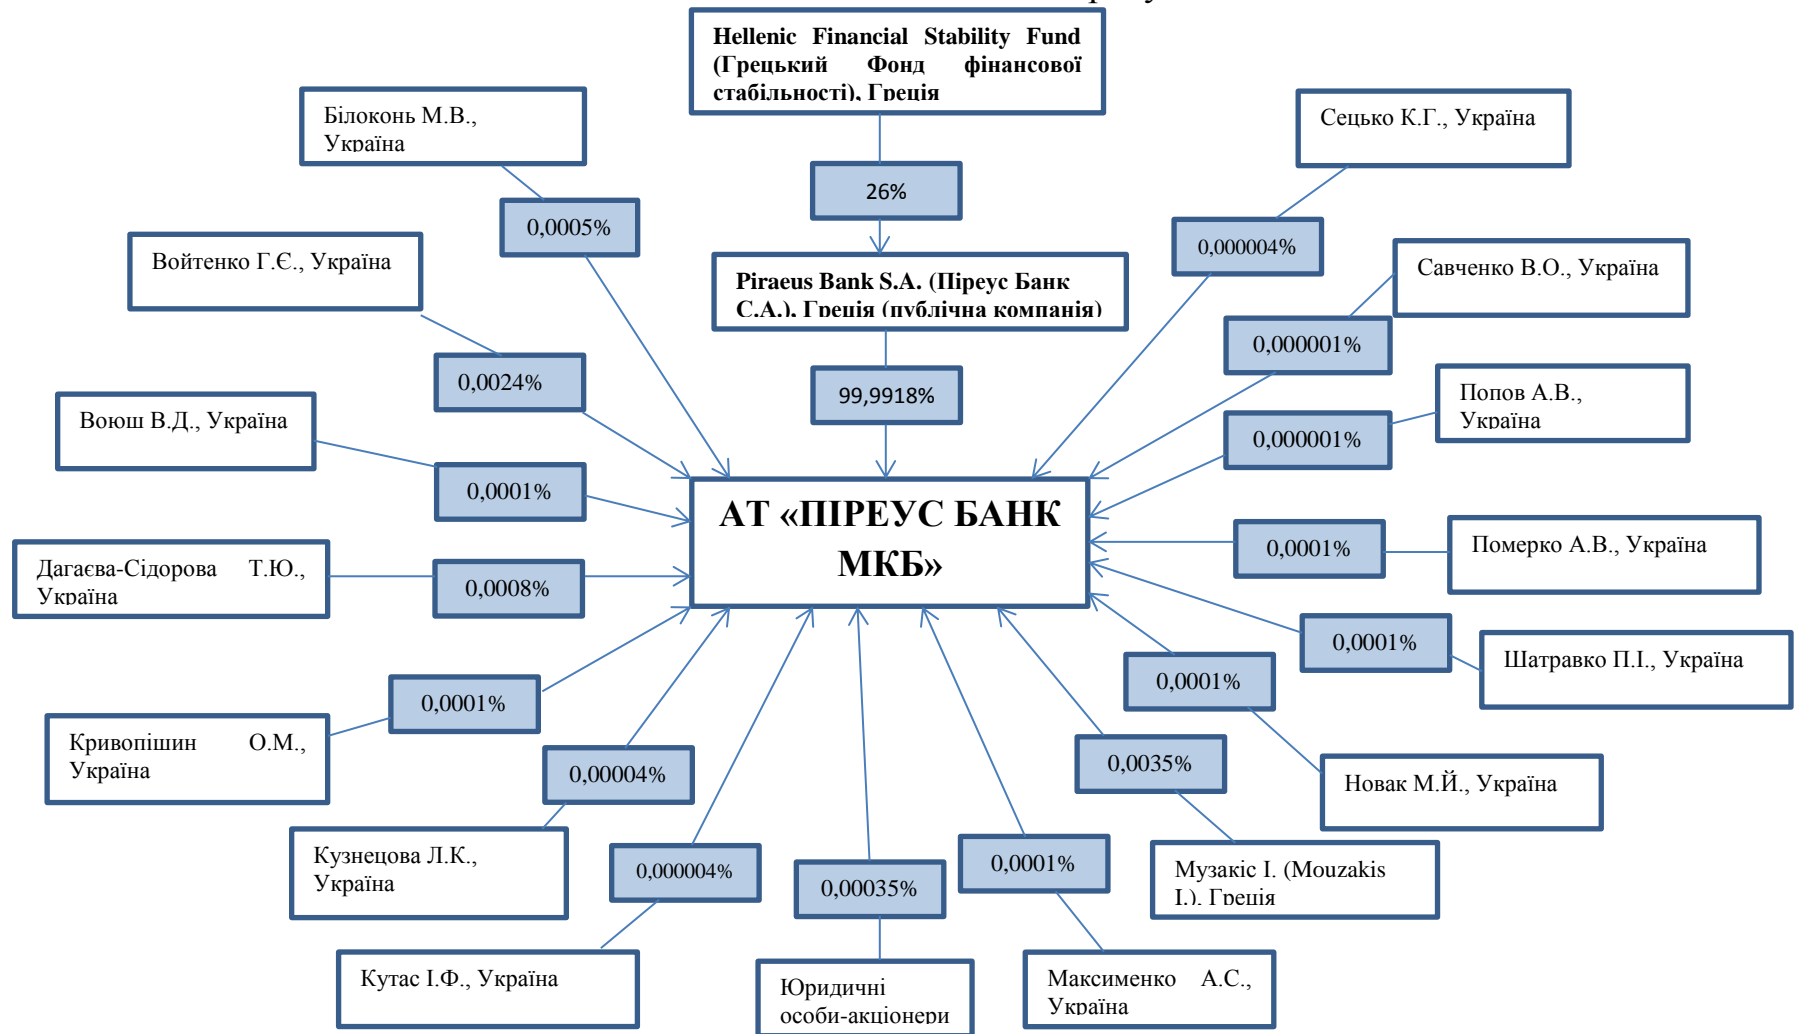 Hellenic Financial Stability Fund
(Грецький Фонд фінансової
стабільності), Греція
Білоконь М.В.,
Україна
Сецько К.Г., Україна
26%
0,0005%
0,000004%
Войтенко Г.Є., Україна
Савченко В.О., Україна
Piraeus Bank S.A. (Піреус Банк
С.А.), Греція (публічна компанія)
0,000001%
0,0024%
99,9918%
Попов А.В.,
Україна
Воюш В.Д., Україна
0,000001%
0,0001%
АТ «ПІРЕУС БАНК
МКБ»
0,0001%
Померко А.В., Україна
Дагаєва-Сідорова Т.Ю.,
Україна
0,0008%
0,0001%
Шатравко П.І., Україна
0,0001%
0,0001%
Кривопішин О.М.,
Україна
0,00004%
0,0035%
Новак М.Й., Україна
Кузнецова Л.К.,
Україна
0,000004%
0,00035%
0,0001%
Музакіс І. (Mouzakis
I.), Греція
Кутас І.Ф., Україна
Юридичні
особи-акціонери
Максименко А.С.,
Україна